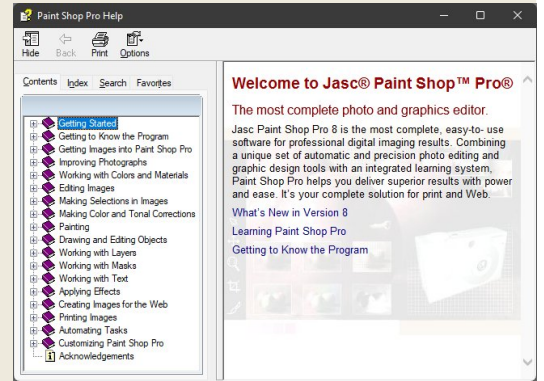 Paint Shop Pro Help
Hide Back Print Options
Contents Index Search Favorites
Getting Started
Getting to Know the Program
Getting Images into Paint Shop Pro
Improving Photographs
Working with Colors and Materials
Editing Images
Making Selections in Images
Making Color and Tonal Corrections
Painting
Drawing and Editing Objects
Working with Layers
Working with Masks
Working with Text
Applying Effects
Creating Images for the Web
Printing Images
Automating Tasks
Customizing Paint Shop Pro
Acknowledgements
Welcome to Jasc® Paint Shop™ Pro®
The most complete photo and graphics editor.
Jasc Paint Shop Pro 8 is the most complete, easy-to- use
software for professional digital imaging results. Combining
a unique set of automatic and precision photo editing and
graphic design tools with an integrated learning system,
Paint Shop Pro helps you deliver superior results with power
and ease. It's your complete solution for print and Web.
What's New in Version 8
Learning Paint Shop Pro
Getting to Know the Program